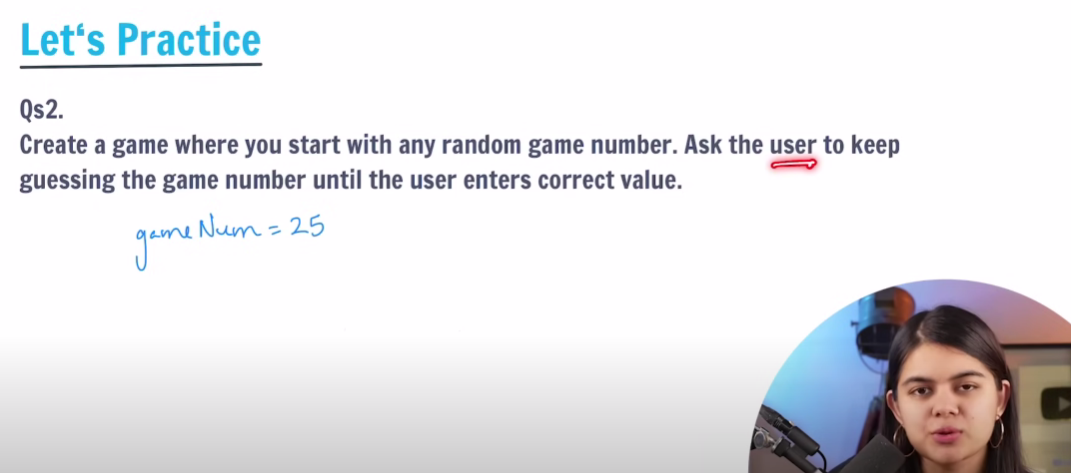 Let‘s Practice
Qs2.
Create a game where you start with any random game number. Ask the user to keep
guessing the game number until the user enters correct value.
gameNum = 25